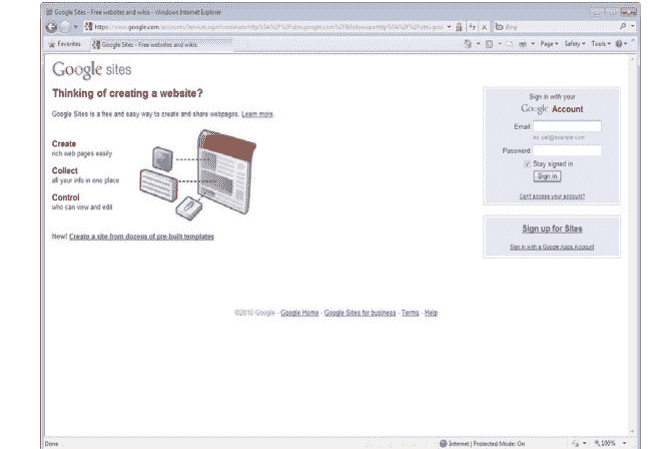 Google Sites - Free websites and wikis - Windows Internet Explorer
Bing
Favorites Google Sites - Free websites and wikis Page Safety Tools
Google sites
Thinking of creating a website?
Google Sites is a free and easy way to create and share webpages. Learn more.
Create
rich web pages easily
Collect
all your info in one place
Control
who can view and edit
New! Create a site from dozens of pre-built templates
Sign in with your
Google Account
Email
ex: pat@example.com
Password
Stay signed in
Sign in
Can't access your account?
Sign up for Sites
Sign in with a Google Apps Account
©2010 Google - Google Home - Google Sites for business - Terms - Help
Done Internet | Protected Mode: On 100%